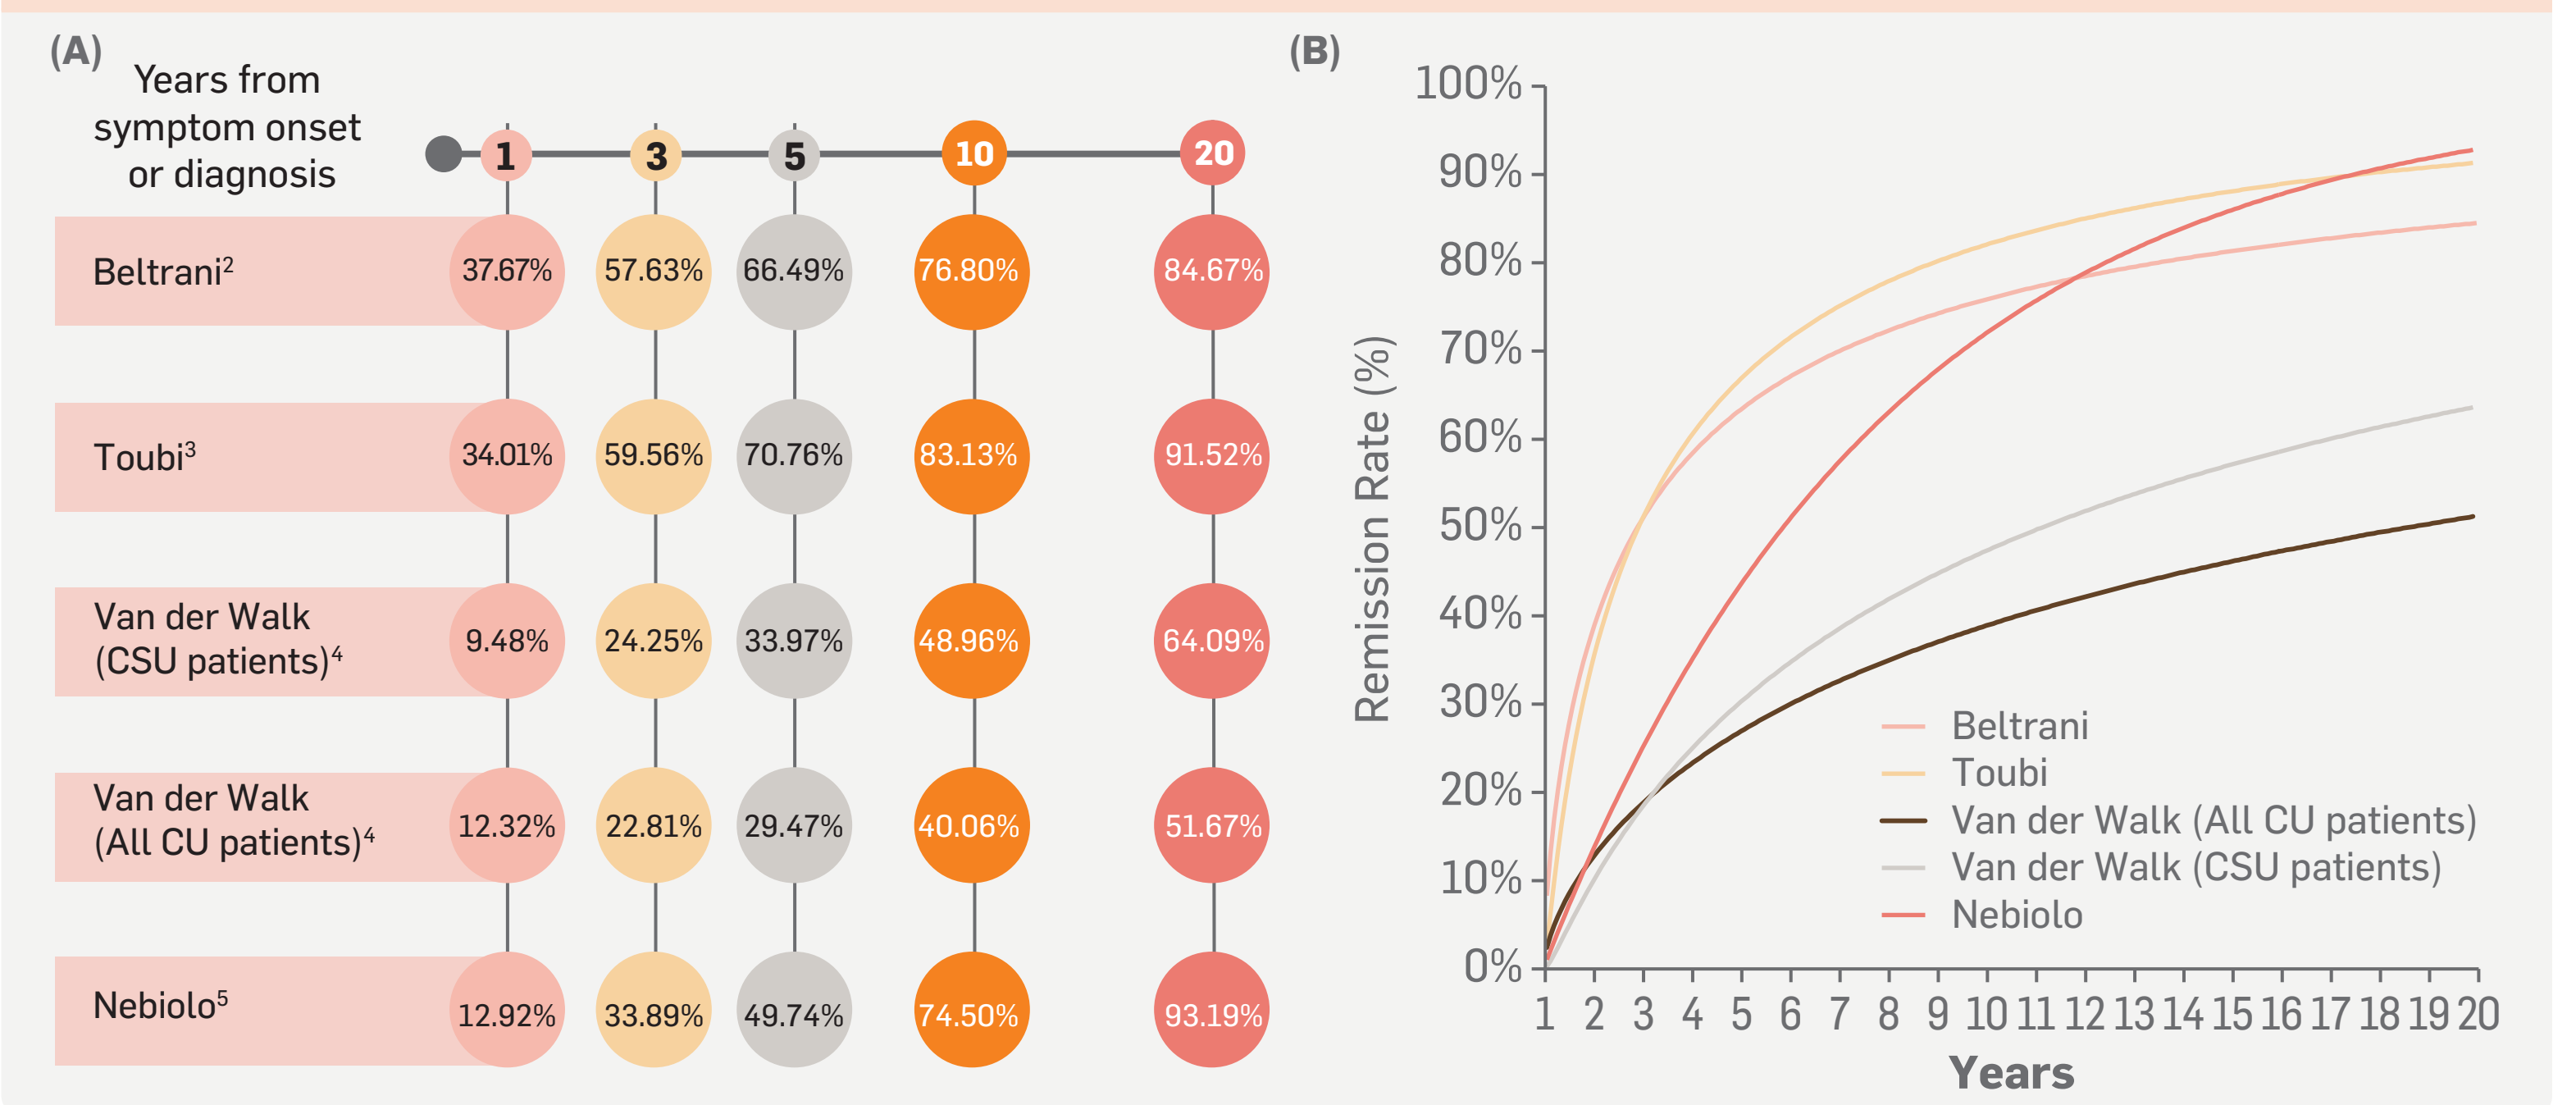 (A)
Years from
symptom onset
or diagnosis
1 3 5 10 20
Beltrani² 37.67% 57.63% 66.49% 76.80% 84.67%
Toubi³ 34.01% 59.56% 70.76% 83.13% 91.52%
Van der Walk
(CSU patients)⁴ 9.48% 24.25% 33.97% 48.96% 64.09%
Van der Walk
(All CU patients)⁴ 12.32% 22.81% 29.47% 40.06% 51.67%
Nebiolo⁵ 12.92% 33.89% 49.74% 74.50% 93.19%
(B)
Remission Rate (%)
100%
90%
80%
70%
60%
50%
40%
30%
20%
10%
0%
Beltrani
Toubi
Van der Walk (All CU patients)
Van der Walk (CSU patients)
Nebiolo
1 2 3 4 5 6 7 8 9 10 11 12 13 14 15 16 17 18 19 20
Years